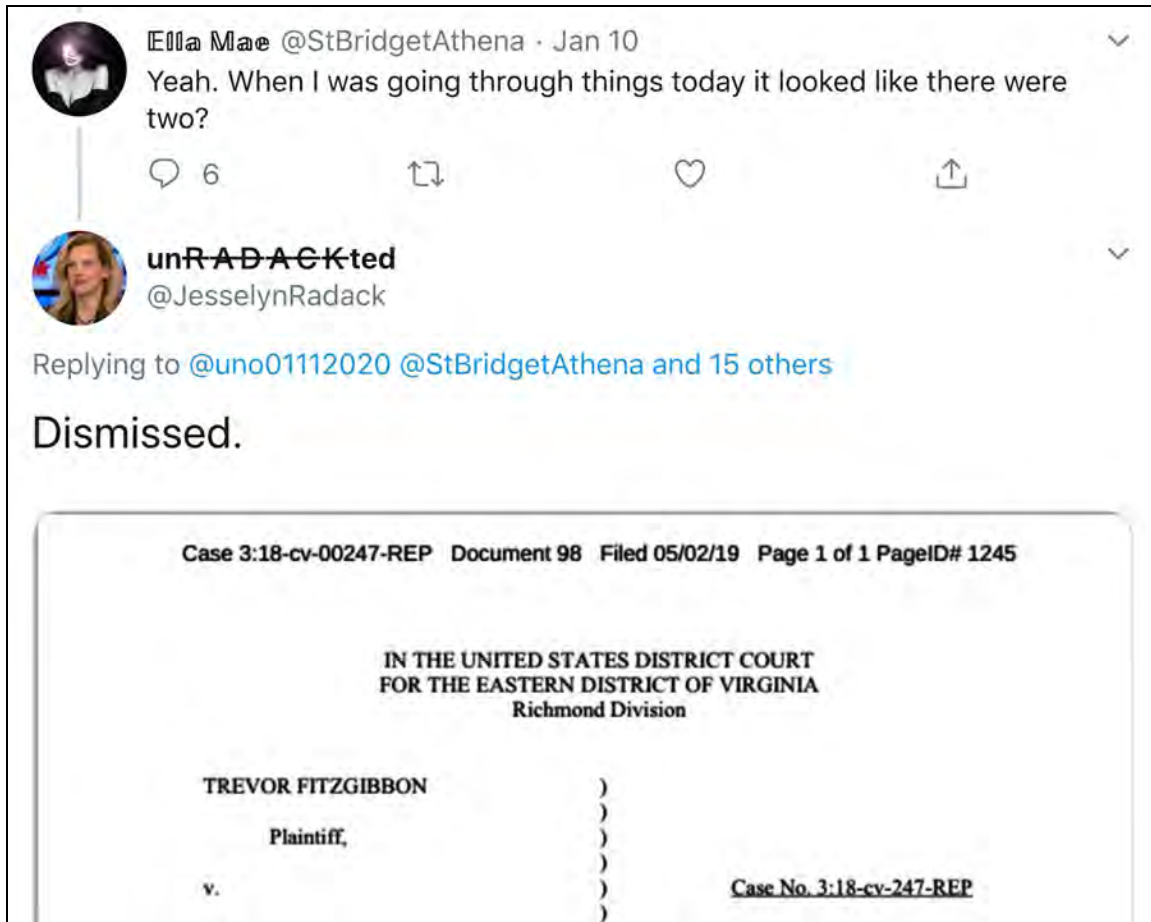 Ella Mae @StBridgetAthena · Jan 10
Yeah. When I was going through things today it looked like there were
two?
6
unRADACKted
@JesselynRadack
Replying to @uno01112020 @StBridgetAthena and 15 others
Dismissed.
Case 3:18-cv-00247-REP Document 98 Filed 05/02/19 Page 1 of 1 PageID# 1245
IN THE UNITED STATES DISTRICT COURT
FOR THE EASTERN DISTRICT OF VIRGINIA
Richmond Division
TREVOR FITZGIBBON )
)
Plaintiff, )
)
v. ) Case No. 3:18-cv-247-REP
)